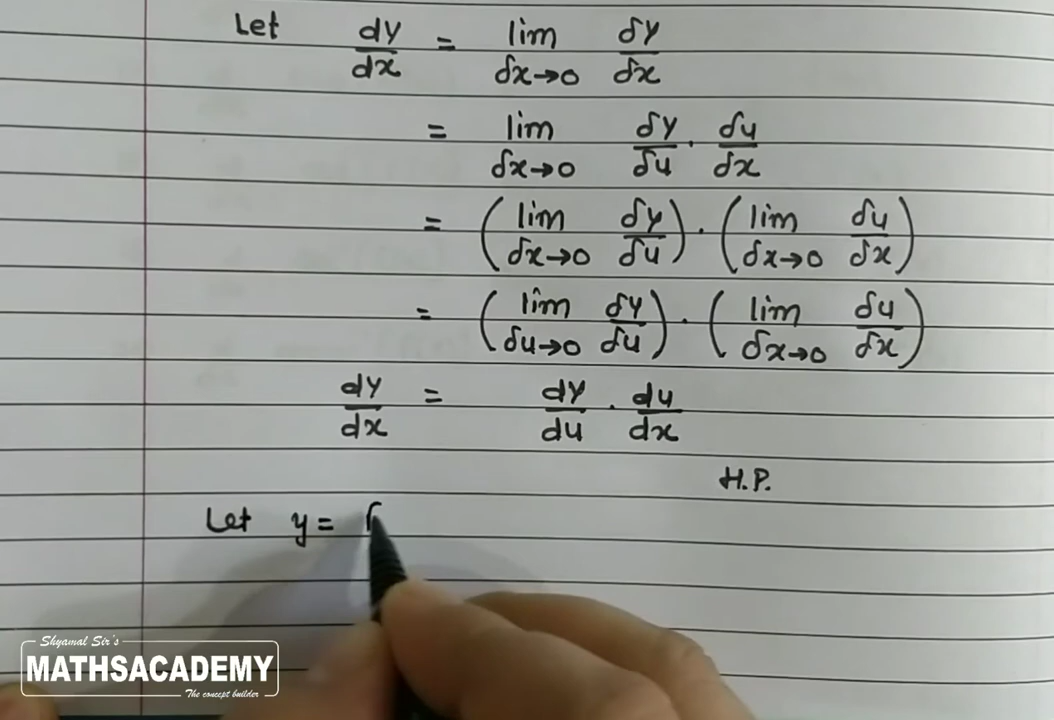 Let dy/dx = lim δx→0 δy/δx
= lim δx→0 δy/δu · δu/δx
= (lim δx→0 δy/δu) · (lim δx→0 δu/δx)
= (lim δu→0 δy/δu) · (lim δx→0 δu/δx)
dy/dx = dy/du · du/dx
H.P.
Let y =
Shyamal Sir's
MATHSACADEMY
The concept builder